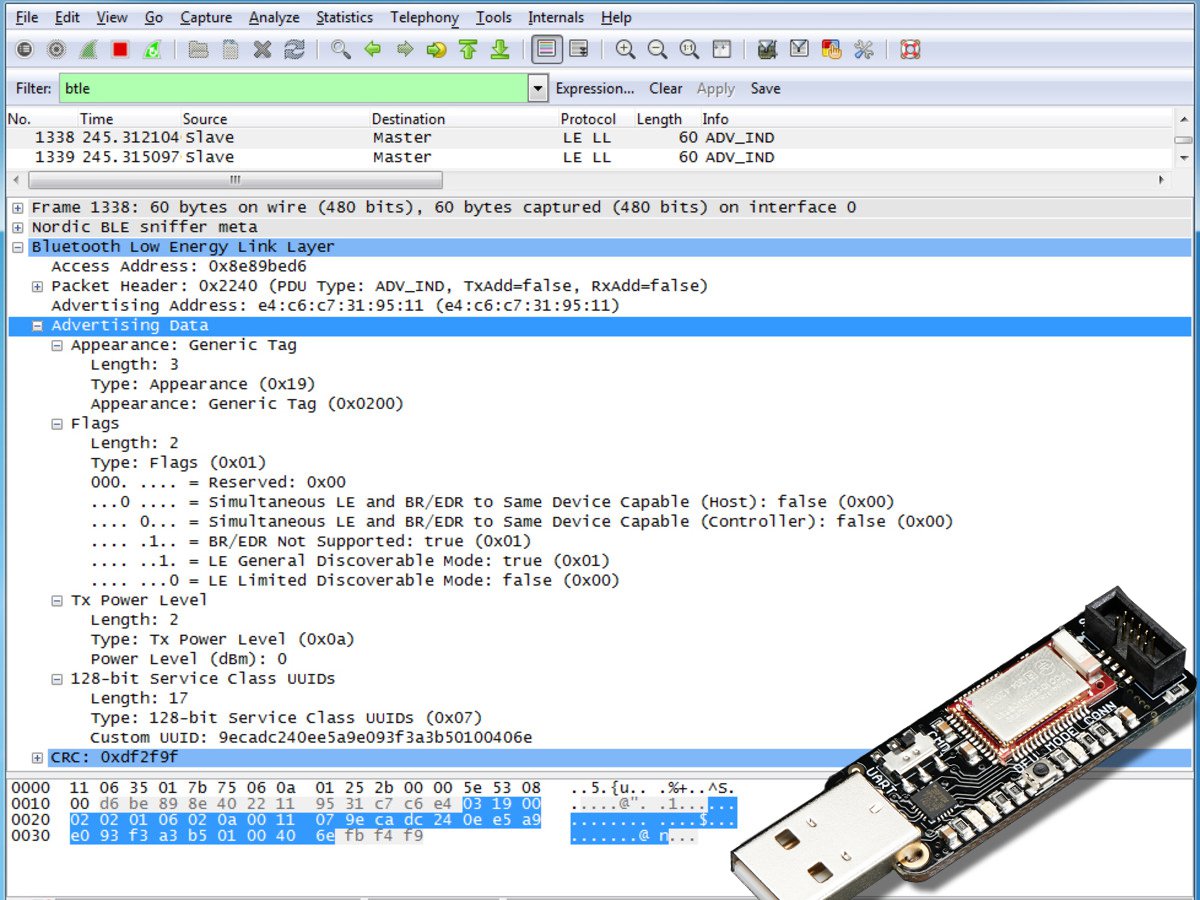 File Edit View Go Capture Analyze Statistics Telephony Tools Internals Help
Filter: btle Expression... Clear Apply Save
No. Time Source Destination Protocol Length Info
1338 245.312104 Slave Master LE LL 60 ADV_IND
1339 245.315097 Slave Master LE LL 60 ADV_IND
Frame 1338: 60 bytes on wire (480 bits), 60 bytes captured (480 bits) on interface 0
Nordic BLE sniffer meta
Bluetooth Low Energy Link Layer
Access Address: 0x8e89bed6
Packet Header: 0x2240 (PDU Type: ADV_IND, TxAdd=false, RxAdd=false)
Advertising Address: e4:c6:c7:31:95:11 (e4:c6:c7:31:95:11)
Advertising Data
Appearance: Generic Tag
Length: 3
Type: Appearance (0x19)
Appearance: Generic Tag (0x0200)
Flags
Length: 2
Type: Flags (0x01)
000. .... = Reserved: 0x00
...0 .... = Simultaneous LE and BR/EDR to Same Device Capable (Host): false (0x00)
.... 0... = Simultaneous LE and BR/EDR to Same Device Capable (Controller): false (0x00)
.... .1.. = BR/EDR Not Supported: true (0x01)
.... ..1. = LE General Discoverable Mode: true (0x01)
.... ...0 = LE Limited Discoverable Mode: false (0x00)
Tx Power Level
Length: 2
Type: Tx Power Level (0x0a)
Power Level (dBm): 0
128-bit Service Class UUIDs
Length: 17
Type: 128-bit Service Class UUIDs (0x07)
Custom UUID: 9ecadc240ee5a9e093f3a3b50100406e
CRC: 0xdf2f9f
0000 11 06 35 01 7b 75 06 0a 01 25 2b 00 00 5e 53 08 ..5.{u.. .%+..^S.
0010 00 d6 be 89 8e 40 22 11 95 31 c7 c6 e4 03 19 00 .....@". .1......
0020 02 02 01 06 02 0a 00 11 07 9e ca dc 24 0e e5 a9 ........ ....$...
0030 e0 93 f3 a3 b5 01 00 40 6e fb f4 f9 .......@ n...
UART CMD
DFU MODE CONN